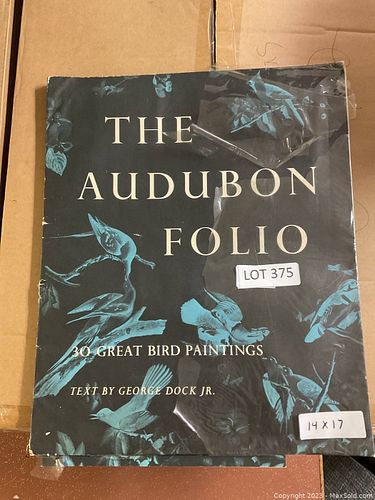 THE
AUDUBON
FOLIO
LOT 375
30 GREAT BIRD PAINTINGS
TEXT BY GEORGE DOCK JR.
14 X 17
Copyright 2023 - MaxSold.com